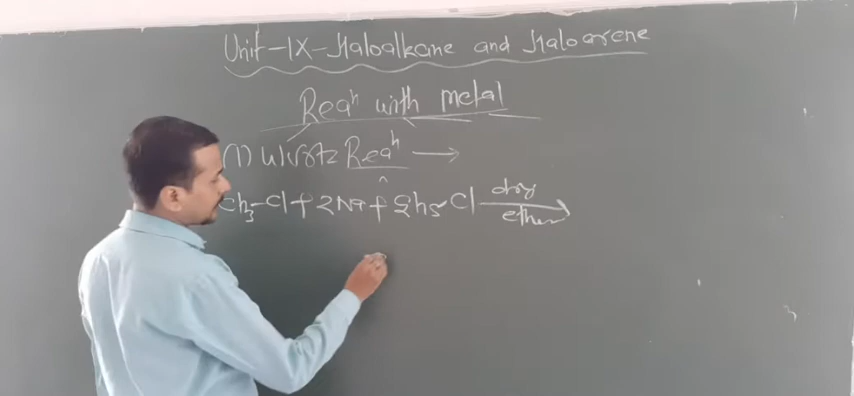 Unit-IX-Haloalkane and Haloarene
Reaⁿ with metal
(1) Wurtz Reaⁿ →
CH₃-Cl + 2Na + C₂H₅-Cl dry ether →